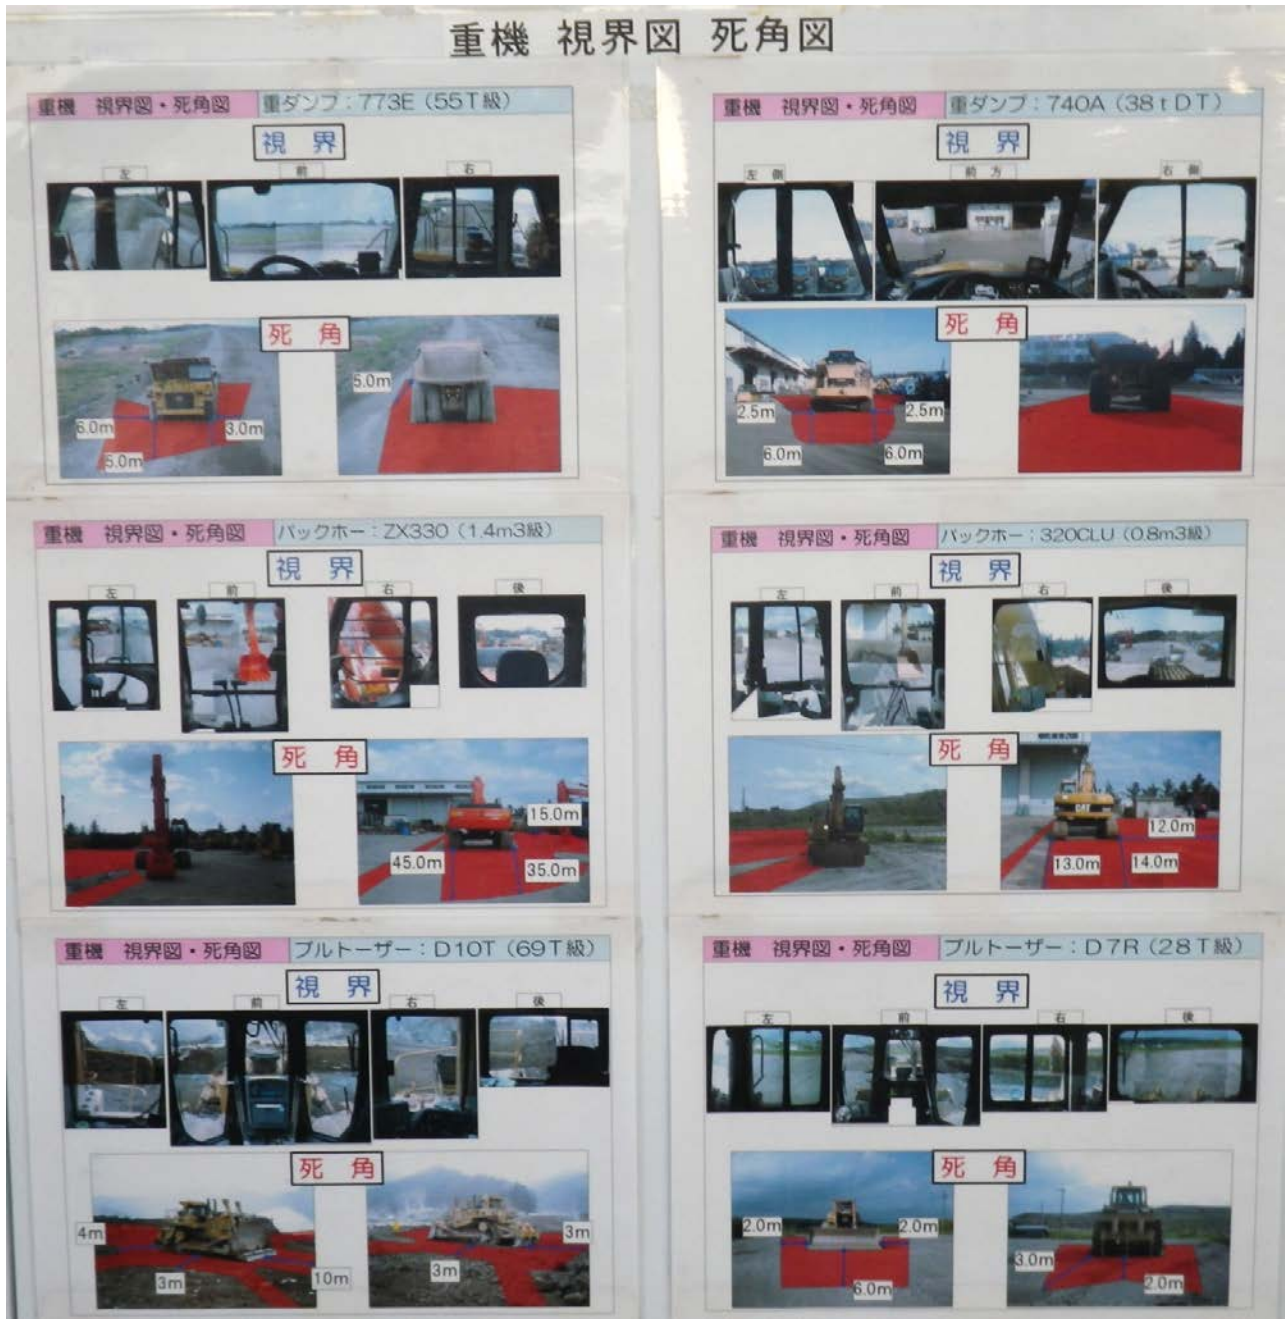 重機 視界図 死角図
重機 視界図・死角図 重ダンプ：773E（55T級）
視界
左 前 右
死角
5.0m
6.0m 3.0m
5.0m
重機 視界図・死角図 重ダンプ：740A（38tDT）
視界
左側 前方 右側
死角
2.5m 2.5m
6.0m 6.0m
重機 視界図・死角図 バックホー：ZX330（1.4m3級）
視界
左 前 右 後
死角
15.0m
45.0m 35.0m
重機 視界図・死角図 バックホー：320CLU（0.8m3級）
視界
左 前 右 後
死角
CAT
12.0m
13.0m 14.0m
重機 視界図・死角図 ブルトーザー：D10T（69T級）
視界
左 前 右 後
死角
4m 3m
3m 10m 3m
重機 視界図・死角図 ブルトーザー：D7R（28T級）
視界
左 前 右 後
死角
2.0m 2.0m
3.0m
6.0m 2.0m